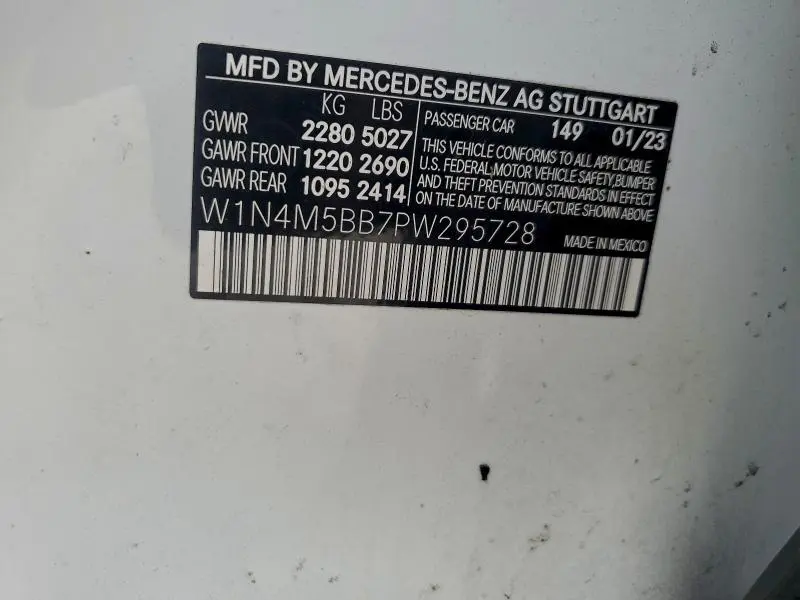 MFD BY MERCEDES-BENZ AG STUTTGART
KG LBS
GVWR 2280 5027
GAWR FRONT 1220 2690
GAWR REAR 1095 2414
PASSENGER CAR 149 01/23
THIS VEHICLE CONFORMS TO ALL APPLICABLE
U.S. FEDERAL MOTOR VEHICLE SAFETY, BUMPER
AND THEFT PREVENTION STANDARDS IN EFFECT
ON THE DATE OF MANUFACTURE SHOWN ABOVE
W1N4M5BB7PW295728
MADE IN MEXICO